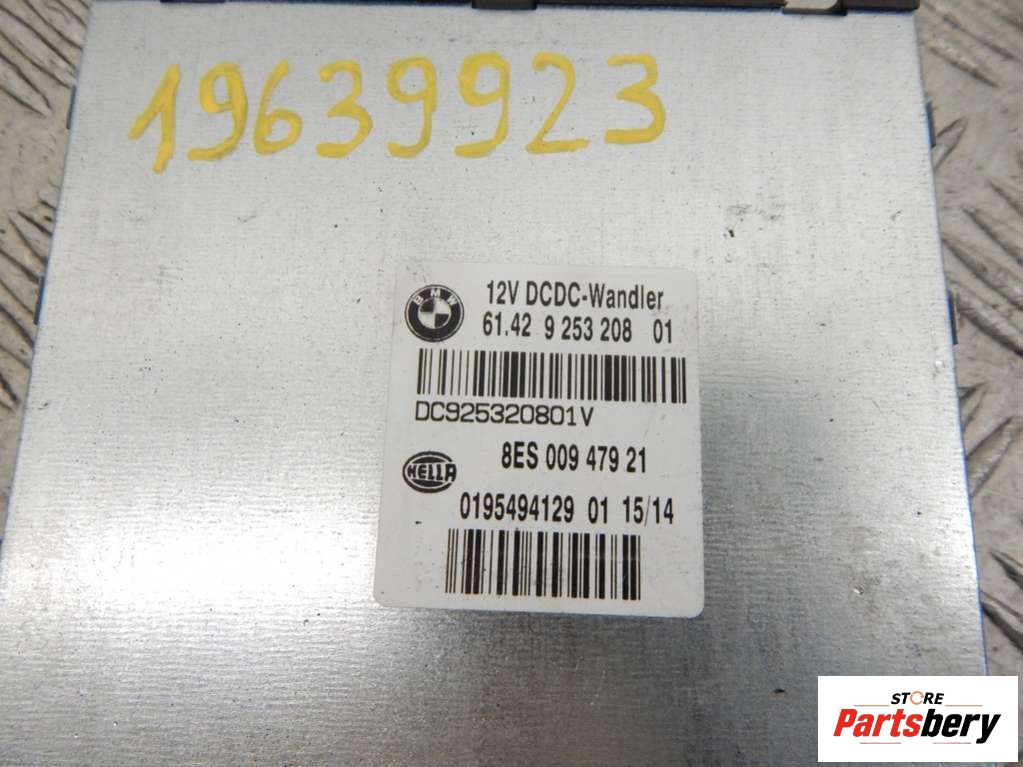 19639923
BMW
12V DCDC-Wandler
61.42 9 253 208 01
DC925320801V
8ES 009 479 21
HELLA
0195494129 01 15/14
STORE
Partsbery